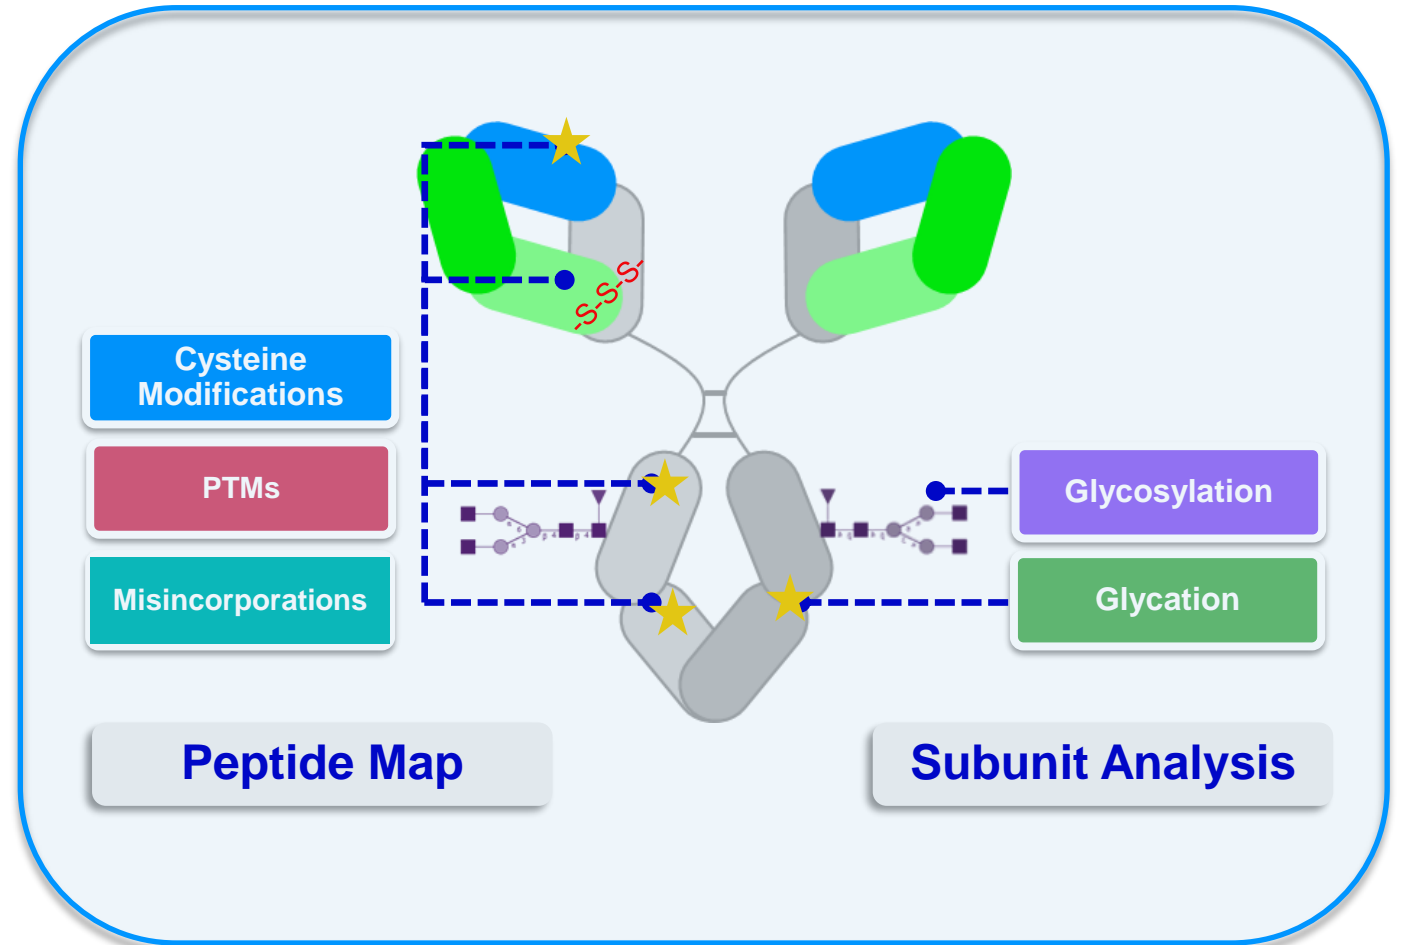 -S-S-S-
Cysteine
Modifications
PTMs
Misincorporations
Glycosylation
Glycation
Peptide Map
Subunit Analysis